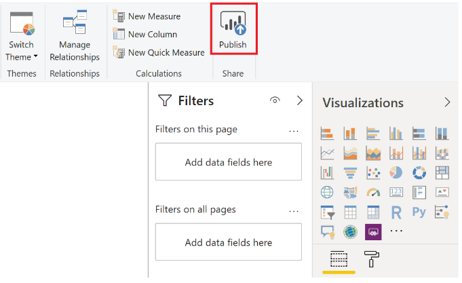 Switch
Theme
Themes
Manage
Relationships
Relationships
New Measure
New Column
New Quick Measure
Calculations
Publish
Share
Filters
Filters on this page
...
Add data fields here
Filters on all pages
...
Add data fields here
Visualizations
123
R
Py
...